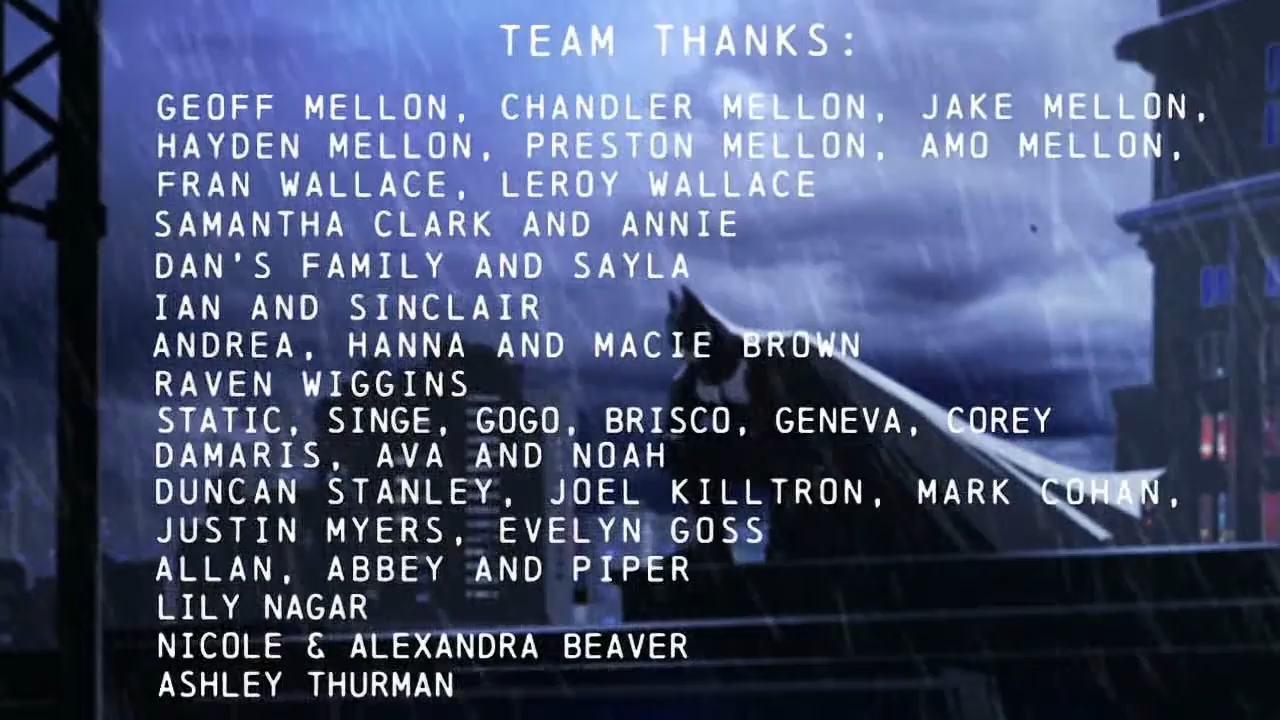 TEAM THANKS:
GEOFF MELLON, CHANDLER MELLON, JAKE MELLON,
HAYDEN MELLON, PRESTON MELLON, AMO MELLON,
FRAN WALLACE, LEROY WALLACE
SAMANTHA CLARK AND ANNIE
DAN'S FAMILY AND SAYLA
IAN AND SINCLAIR
ANDREA, HANNA AND MACIE BROWN
RAVEN WIGGINS
STATIC, SINGE, GOGO, BRISCO, GENEVA, COREY
DAMARIS, AVA AND NOAH
DUNCAN STANLEY, JOEL KILLTRON, MARK COHAN,
JUSTIN MYERS, EVELYN GOSS
ALLAN, ABBEY AND PIPER
LILY NAGAR
NICOLE & ALEXANDRA BEAVER
ASHLEY THURMAN